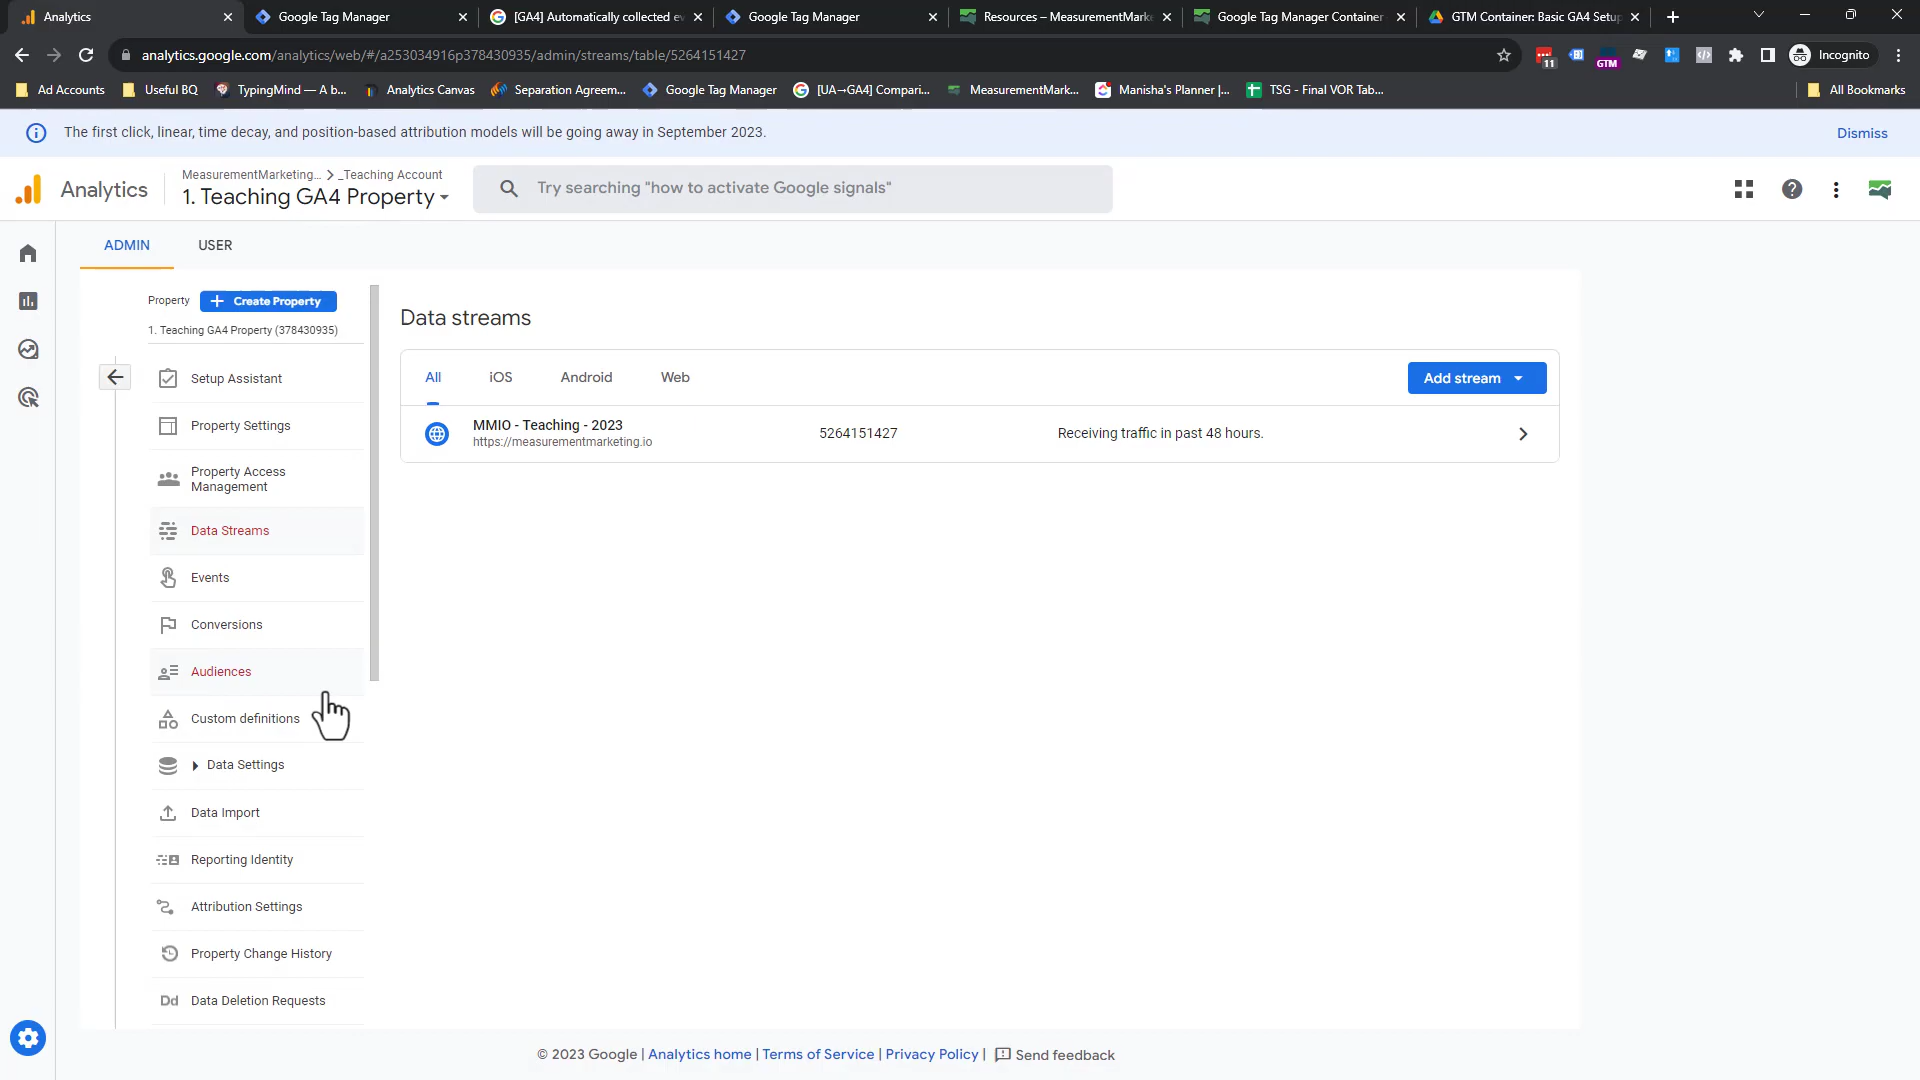 Analytics
Google Tag Manager
[GA4] Automatically collected ev
Google Tag Manager
Resources – MeasurementMarke
Google Tag Manager Container
GTM Container: Basic GA4 Setup
analytics.google.com/analytics/web/#/a253034916p378430935/admin/streams/table/5264151427
11
GTM
Incognito
Ad Accounts
Useful BQ
TypingMind — A b...
Analytics Canvas
Separation Agreem...
Google Tag Manager
[UA→GA4] Compari...
MeasurementMark...
Manisha's Planner |...
TSG - Final VOR Tab...
All Bookmarks
The first click, linear, time decay, and position-based attribution models will be going away in September 2023.
Dismiss
Analytics
MeasurementMarketing... > _Teaching Account
1. Teaching GA4 Property
Try searching "how to activate Google signals"
ADMIN
USER
Property
+ Create Property
1. Teaching GA4 Property (378430935)
Setup Assistant
Property Settings
Property Access
Management
Data Streams
Events
Conversions
Audiences
Custom definitions
Data Settings
Data Import
Reporting Identity
Attribution Settings
Property Change History
Dd Data Deletion Requests
Data streams
All
iOS
Android
Web
Add stream
MMIO - Teaching - 2023
https://measurementmarketing.io
5264151427
Receiving traffic in past 48 hours.
© 2023 Google | Analytics home | Terms of Service | Privacy Policy | Send feedback